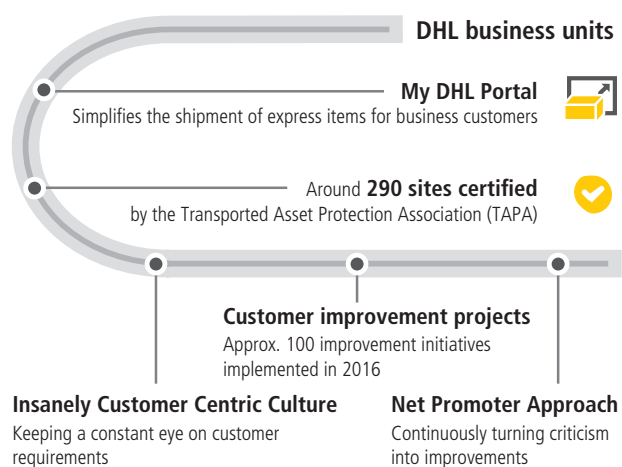 DHL business units
My DHL Portal
Simplifies the shipment of express items for business customers
Around 290 sites certified
by the Transported Asset Protection Association (TAPA)
Customer improvement projects
Approx. 100 improvement initiatives
implemented in 2016
Insanely Customer Centric Culture
Keeping a constant eye on customer
requirements
Net Promoter Approach
Continuously turning criticism
into improvements